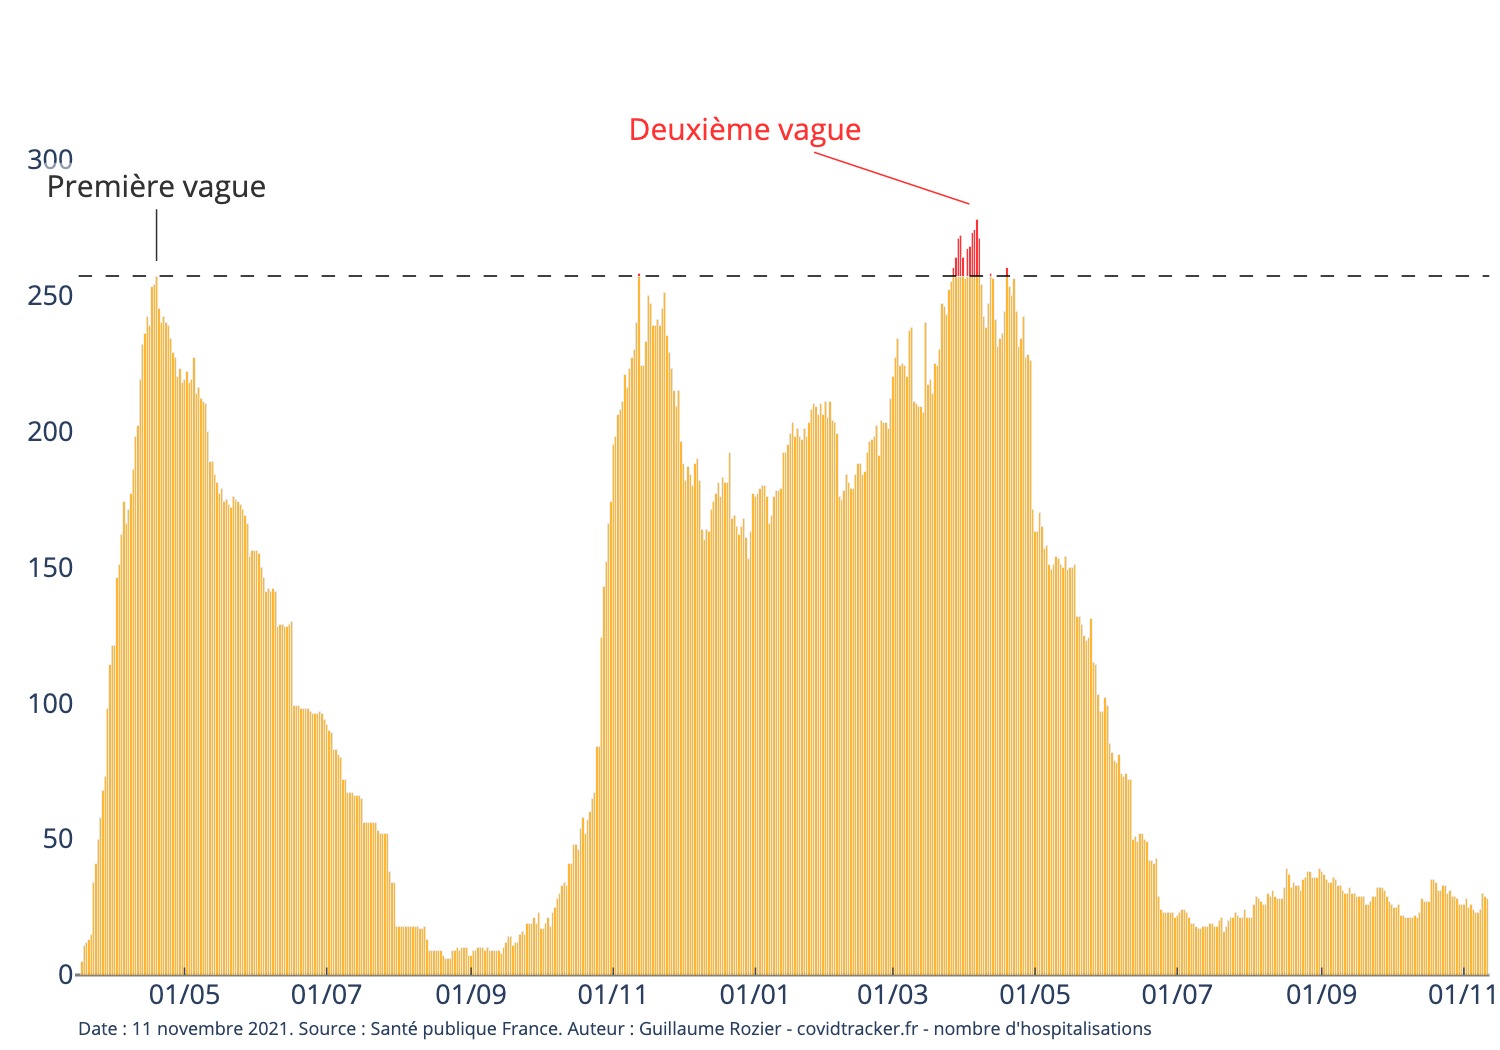 Deuxième vague
300
Première vague
250
200
150
100
50
0
01/05 01/07 01/09 01/11 01/01 01/03 01/05 01/07 01/09 01/11
Date : 11 novembre 2021. Source : Santé publique France. Auteur : Guillaume Rozier - covidtracker.fr - nombre d'hospitalisations